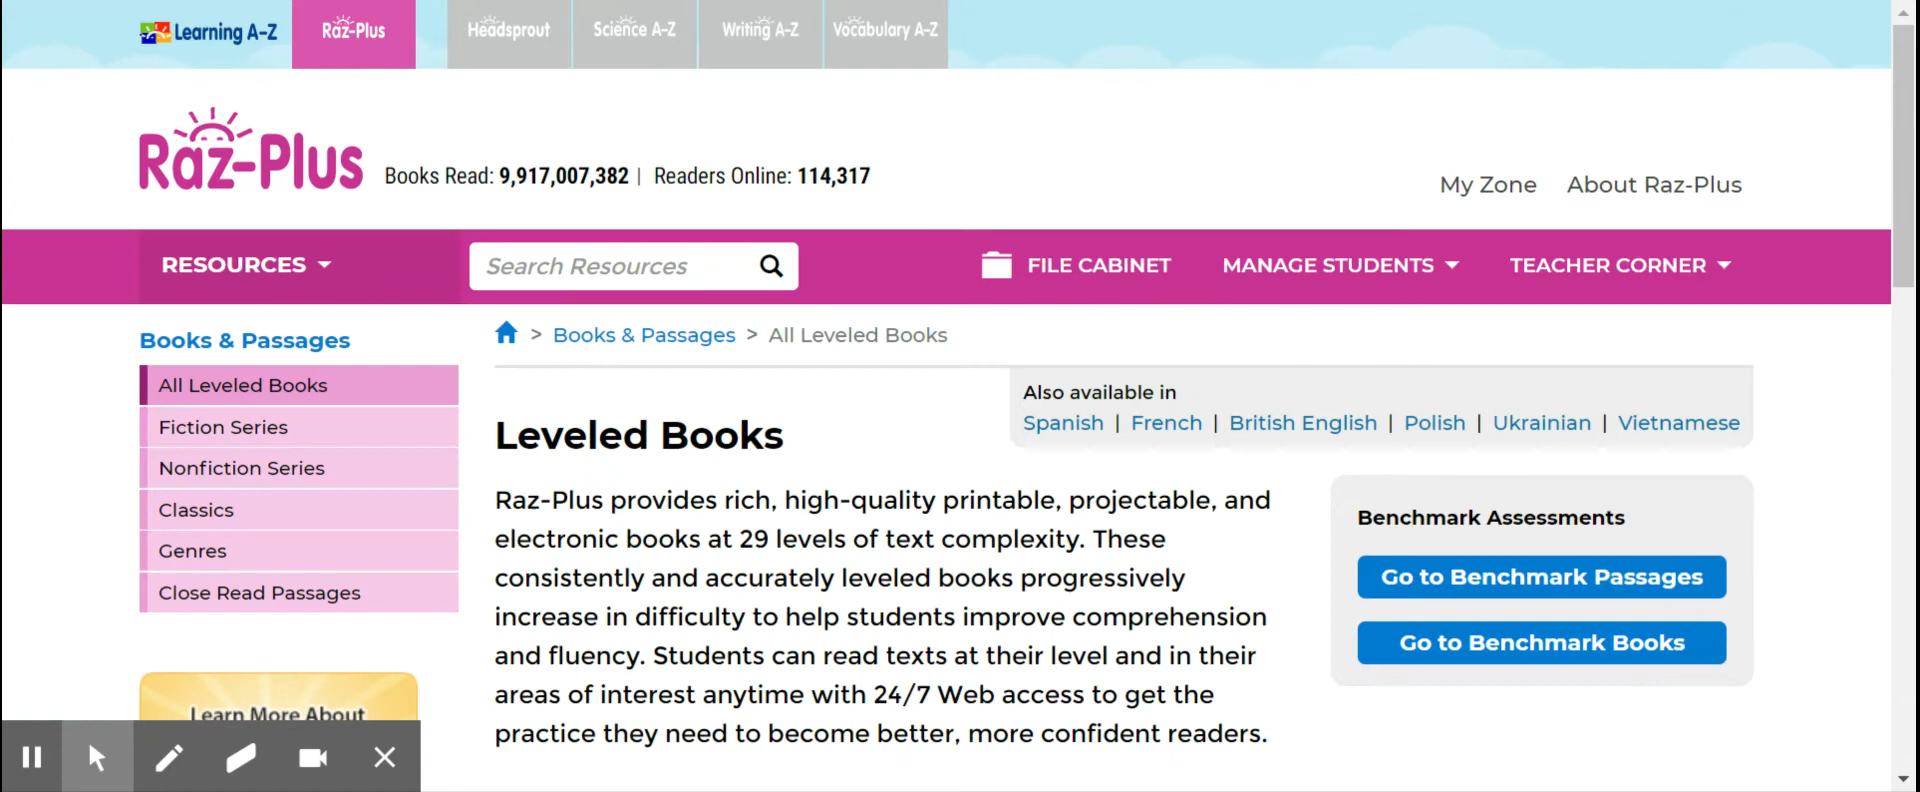 Learning A-Z
Raz-Plus
Headsprout
Science A-Z
Writing A-Z
Vocabulary A-Z
Raz-Plus
Books Read: 9,917,007,382 | Readers Online: 114,317
My Zone
About Raz-Plus
RESOURCES
Search Resources
FILE CABINET
MANAGE STUDENTS
TEACHER CORNER
Books & Passages
All Leveled Books
Fiction Series
Nonfiction Series
Classics
Genres
Close Read Passages
Learn More About
> Books & Passages > All Leveled Books
Also available in
Spanish | French | British English | Polish | Ukrainian | Vietnamese
Leveled Books
Raz-Plus provides rich, high-quality printable, projectable, and
electronic books at 29 levels of text complexity. These
consistently and accurately leveled books progressively
increase in difficulty to help students improve comprehension
and fluency. Students can read texts at their level and in their
areas of interest anytime with 24/7 Web access to get the
practice they need to become better, more confident readers.
Benchmark Assessments
Go to Benchmark Passages
Go to Benchmark Books